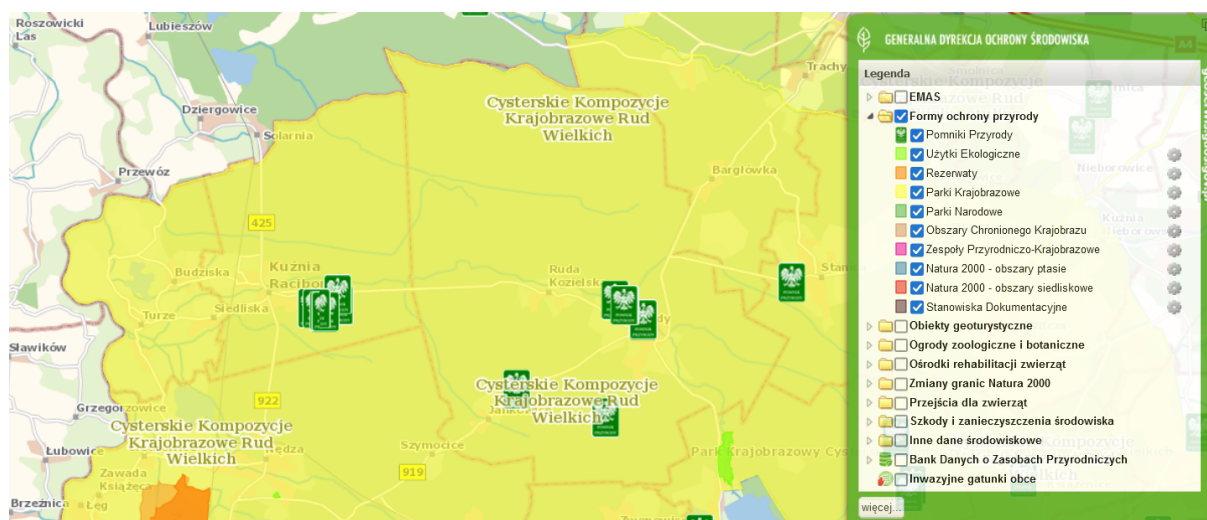 Roszowicki
Las
Lubieszów
Dziergowice
Solarnia
Przewóz
425
Budziska
Kuźnia
Siedliska
Turze
Sławików
922
Łubowice
Cysterskie Kompozycje
Krajobrazowe Rud
Wielkich
Zawada
Książęca
Brzeźnica
Łęg
Cysterskie Kompozycje
Krajobrazowe Rud
Wielkich
Bargłówka
Ruda
Cysterskie Kompozycje
Krajobrazowe Rud
Wielkich
Szymocice
919
Park Krajobrazowy
GENERALNA DYREKCJA OCHRONY ŚRODOWISKA
A4
Legenda
EMAS
Formy ochrony przyrody
Pomniki Przyrody
Użytki Ekologiczne
Rezerwaty
Parki Krajobrazowe
Parki Narodowe
Obszary Chronionego Krajobrazu
Zespoły Przyrodniczo-Krajobrazowe
Natura 2000 - obszary ptasie
Natura 2000 - obszary siedliskowe
Stanowiska Dokumentacyjne
Obiekty geoturystyczne
Ogrody zoologiczne i botaniczne
Ośrodki rehabilitacji zwierząt
Zmiany granic Natura 2000
Przejścia dla zwierząt
Szkody i zanieczyszczenia środowiska
Inne dane środowiskowe
Bank Danych o Zasobach Przyrodniczych
Inwazyjne gatunki obce
Nieborowice
Kuźnia
więcej...